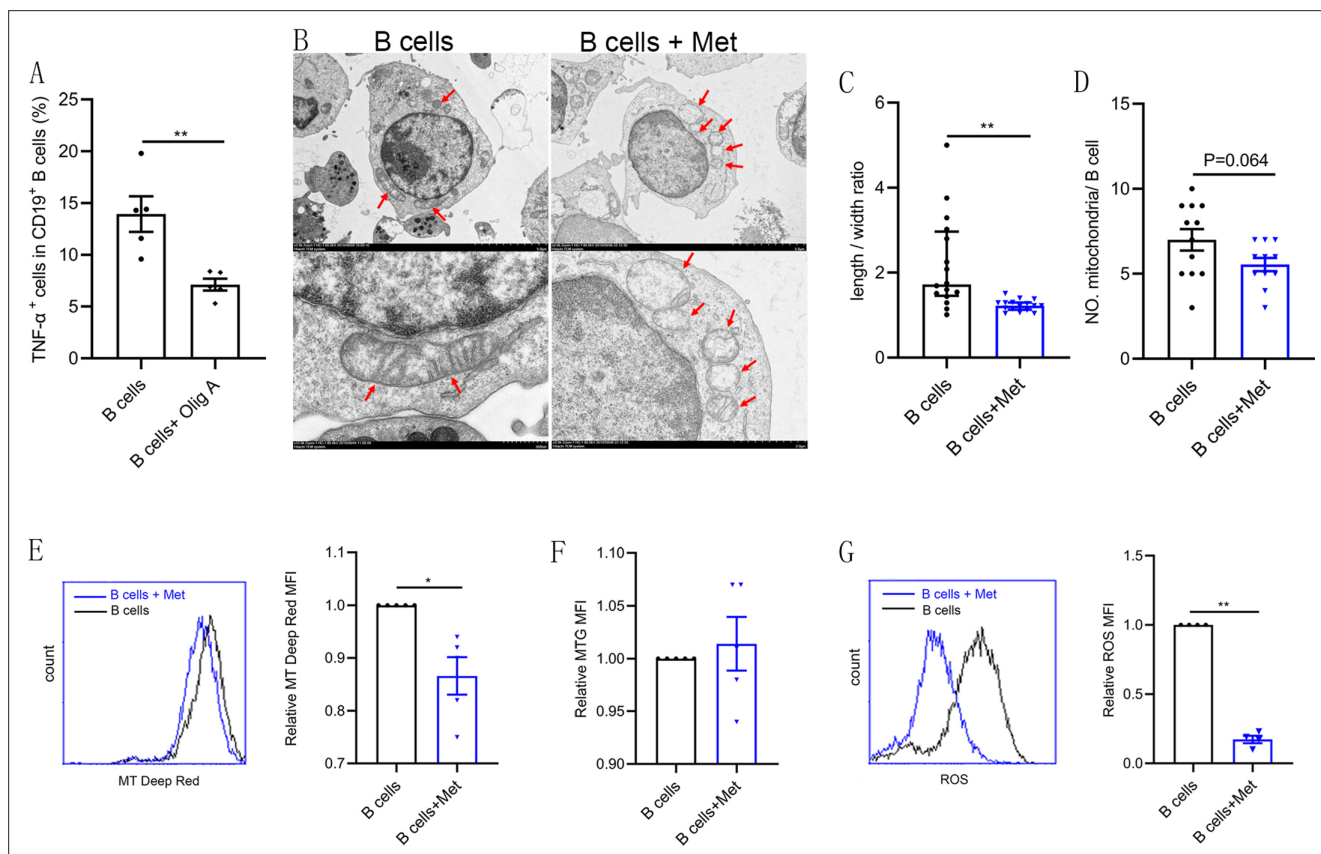 A
TNF-α + cells in CD19+ B cells (%)
25
20
15
10
5
0
**
B cells
B cells+ Olig A
B
B cells
B cells + Met
C
length / width ratio
6
4
2
0
**
B cells
B cells+Met
D
NO. mitochondria/ B cell
15
10
5
0
P=0.064
B cells
B cells+Met
E
B cells + Met
B cells
count
MT Deep Red
Relative MT Deep Red MFI
1.1
1.0
0.9
0.8
0.7
*
B cells
B cells+Met
F
Relative MTG MFI
1.10
1.05
1.00
0.95
0.90
B cells
B cells+Met
G
B cells + Met
B cells
count
ROS
Relative ROS MFI
1.5
1.0
0.5
0.0
**
B cells
B cells+Met